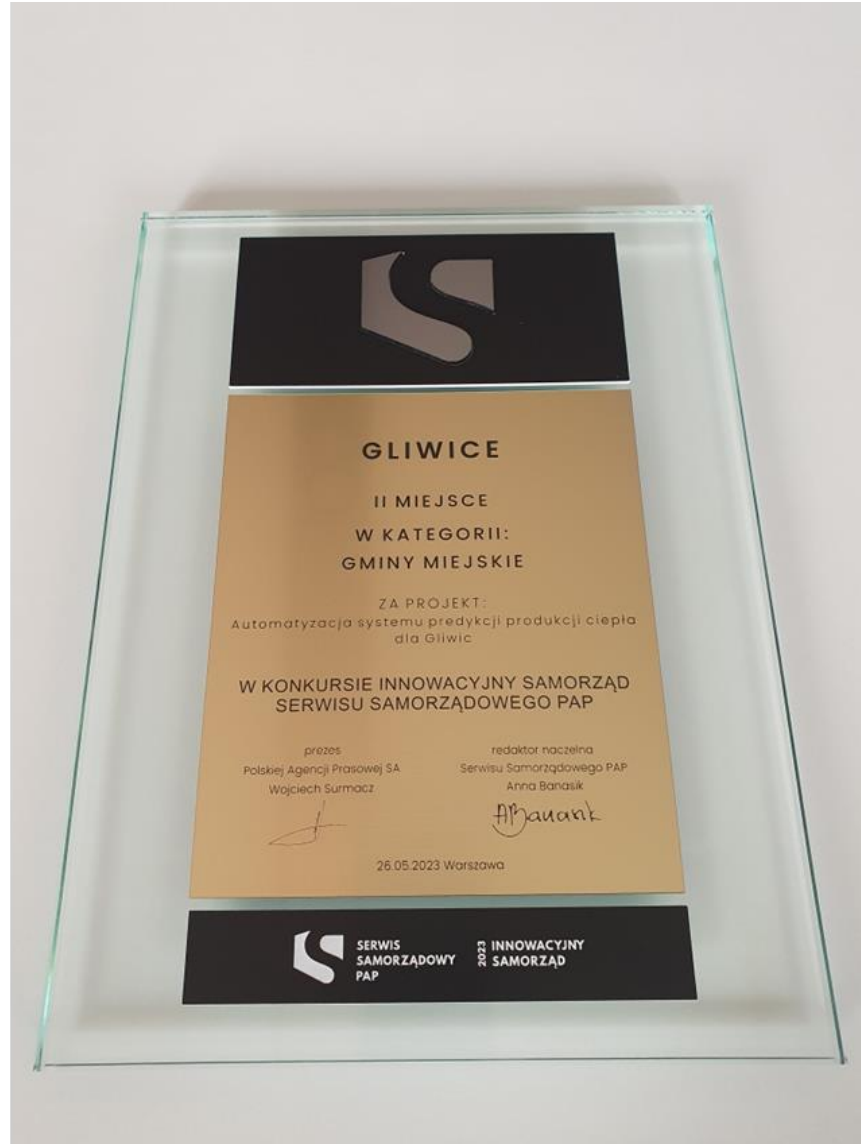 GLIWICE
II MIEJSCE
W KATEGORII:
GMINY MIEJSKIE
ZA PROJEKT:
Automatyzacja systemu predykcji produkcji ciepła
dla Gliwic
W KONKURSIE INNOWACYJNY SAMORZĄD
SERWISU SAMORZĄDOWEGO PAP
prezes
Polskiej Agencji Prasowej SA
Wojciech Surmacz
redaktor naczelna
Serwisu Samorządowego PAP
Anna Banasik
ABanasik
26.05.2023 Warszawa
SERWIS
SAMORZĄDOWY
PAP
2023 INNOWACYJNY
SAMORZĄD